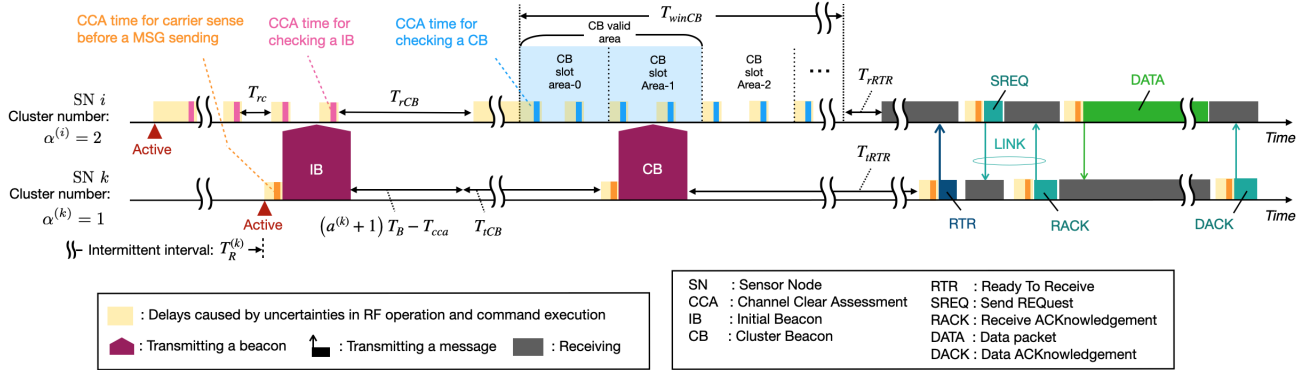 CCA time for carrier sense
before a MSG sending
CCA time for
checking a IB
CCA time for
checking a CB
T_winCB
CB valid
area
CB
slot
area-0
CB
slot
Area-1
CB
slot
Area-2
...
T_rc
T_rCB
T_rRTR
SREQ
DATA
SN i
Cluster number:
α^(i) = 2
Active
Time
IB
CB
LINK
T_tRTR
SN k
Cluster number:
α^(k) = 1
Active
(a^(k) + 1) T_B − T_cca
T_tCB
RTR
RACK
DACK
Time
: Intermittent interval: T_R^(k)
: Delays caused by uncertainties in RF operation and command execution
: Transmitting a beacon
: Transmitting a message
: Receiving
SN : Sensor Node
CCA : Channel Clear Assessment
IB : Initial Beacon
CB : Cluster Beacon
RTR : Ready To Receive
SREQ : Send REQuest
RACK : Receive ACKnowledgement
DATA : Data packet
DACK : Data ACKnowledgement